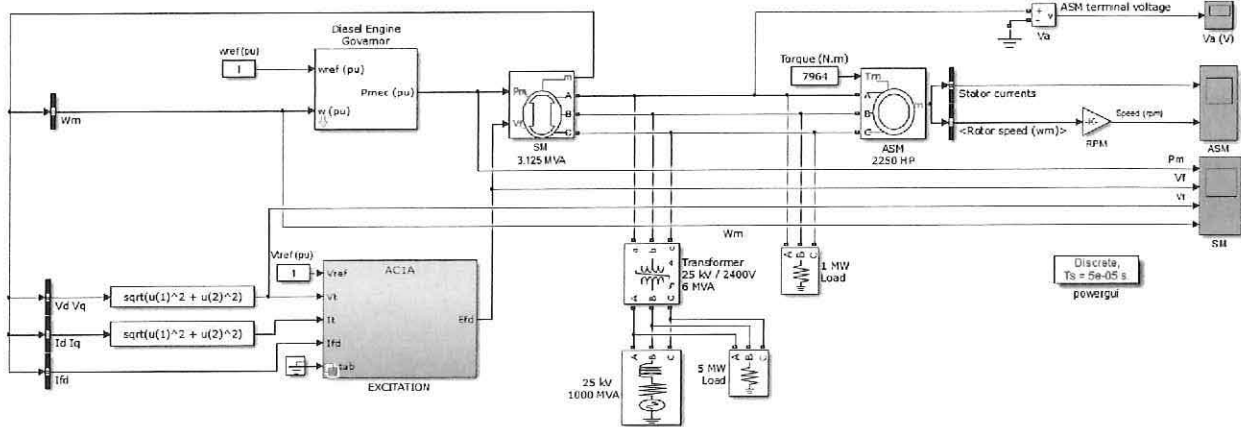 ASM terminal voltage
+
-
v
Va
Va (V)
Diesel Engine
Governor
wref (pu)
1
wref (pu)
Pmec (pu)
w (pu)
Wm
Torque (N.m)
7964
Tm
A
B
C
m
ASM
2250 HP
Pm
Vf
m
A
B
C
SM
3.125 MVA
Stator currents
<Rotor speed (wm)>
-K-
RPM
Speed (rpm)
ASM
Pm
Vf
Vt
Wm
SM
Vtref (pu)
1
AC1A
Vref
Vt
It
Ifd
Efd
EXCITATION
Vd Vq
sqrt(u(1)^2 + u(2)^2)
Id Iq
sqrt(u(1)^2 + u(2)^2)
Ifd
a b c
Transformer
25 kV / 2400V
6 MVA
A B C
A B C
1 MW
Load
A B C
25 kV
1000 MVA
A B C
5 MW
Load
Discrete,
Ts = 5e-05 s.
powergui